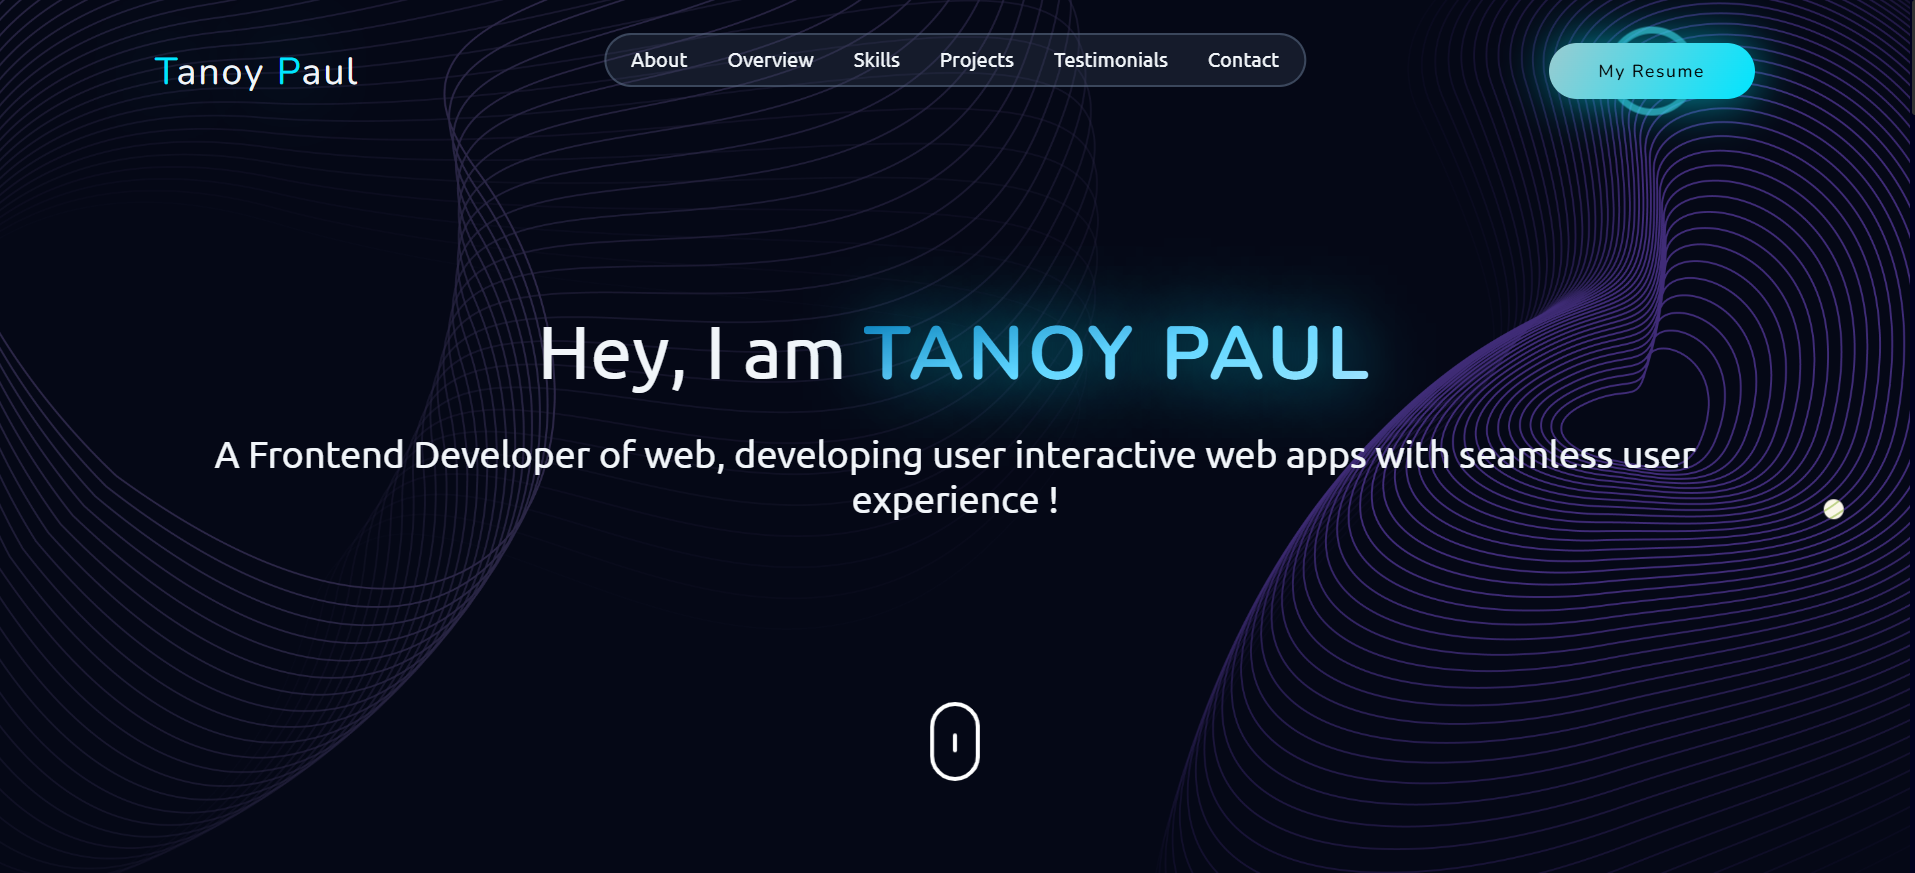 Tanoy Paul
About Overview Skills Projects Testimonials Contact
My Resume
Hey, I am TANOY PAUL
A Frontend Developer of web, developing user interactive web apps with seamless user
experience !